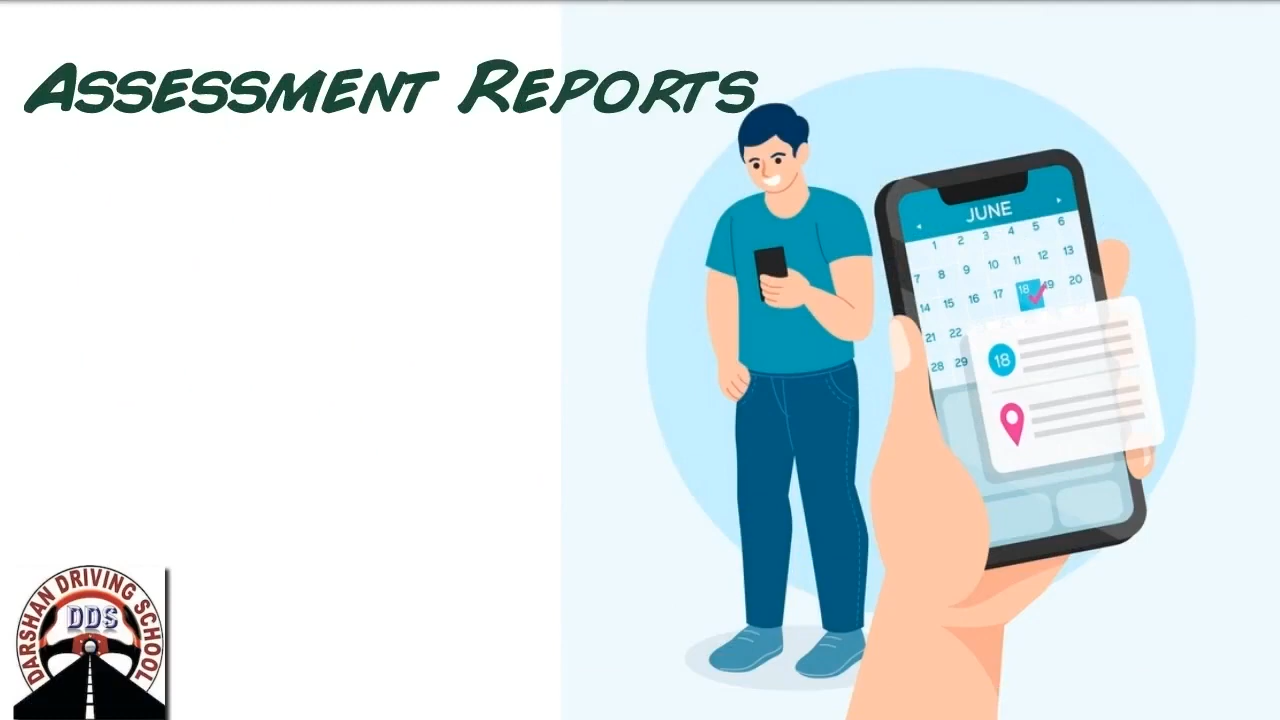 Assessment Reports
JUNE
1 2 3 4 5 6
7 8 9 10 11 12 13
14 15 16 17 18 19 20
21 22
28 29
18
DARSHAN DRIVING SCHOOL
DDS